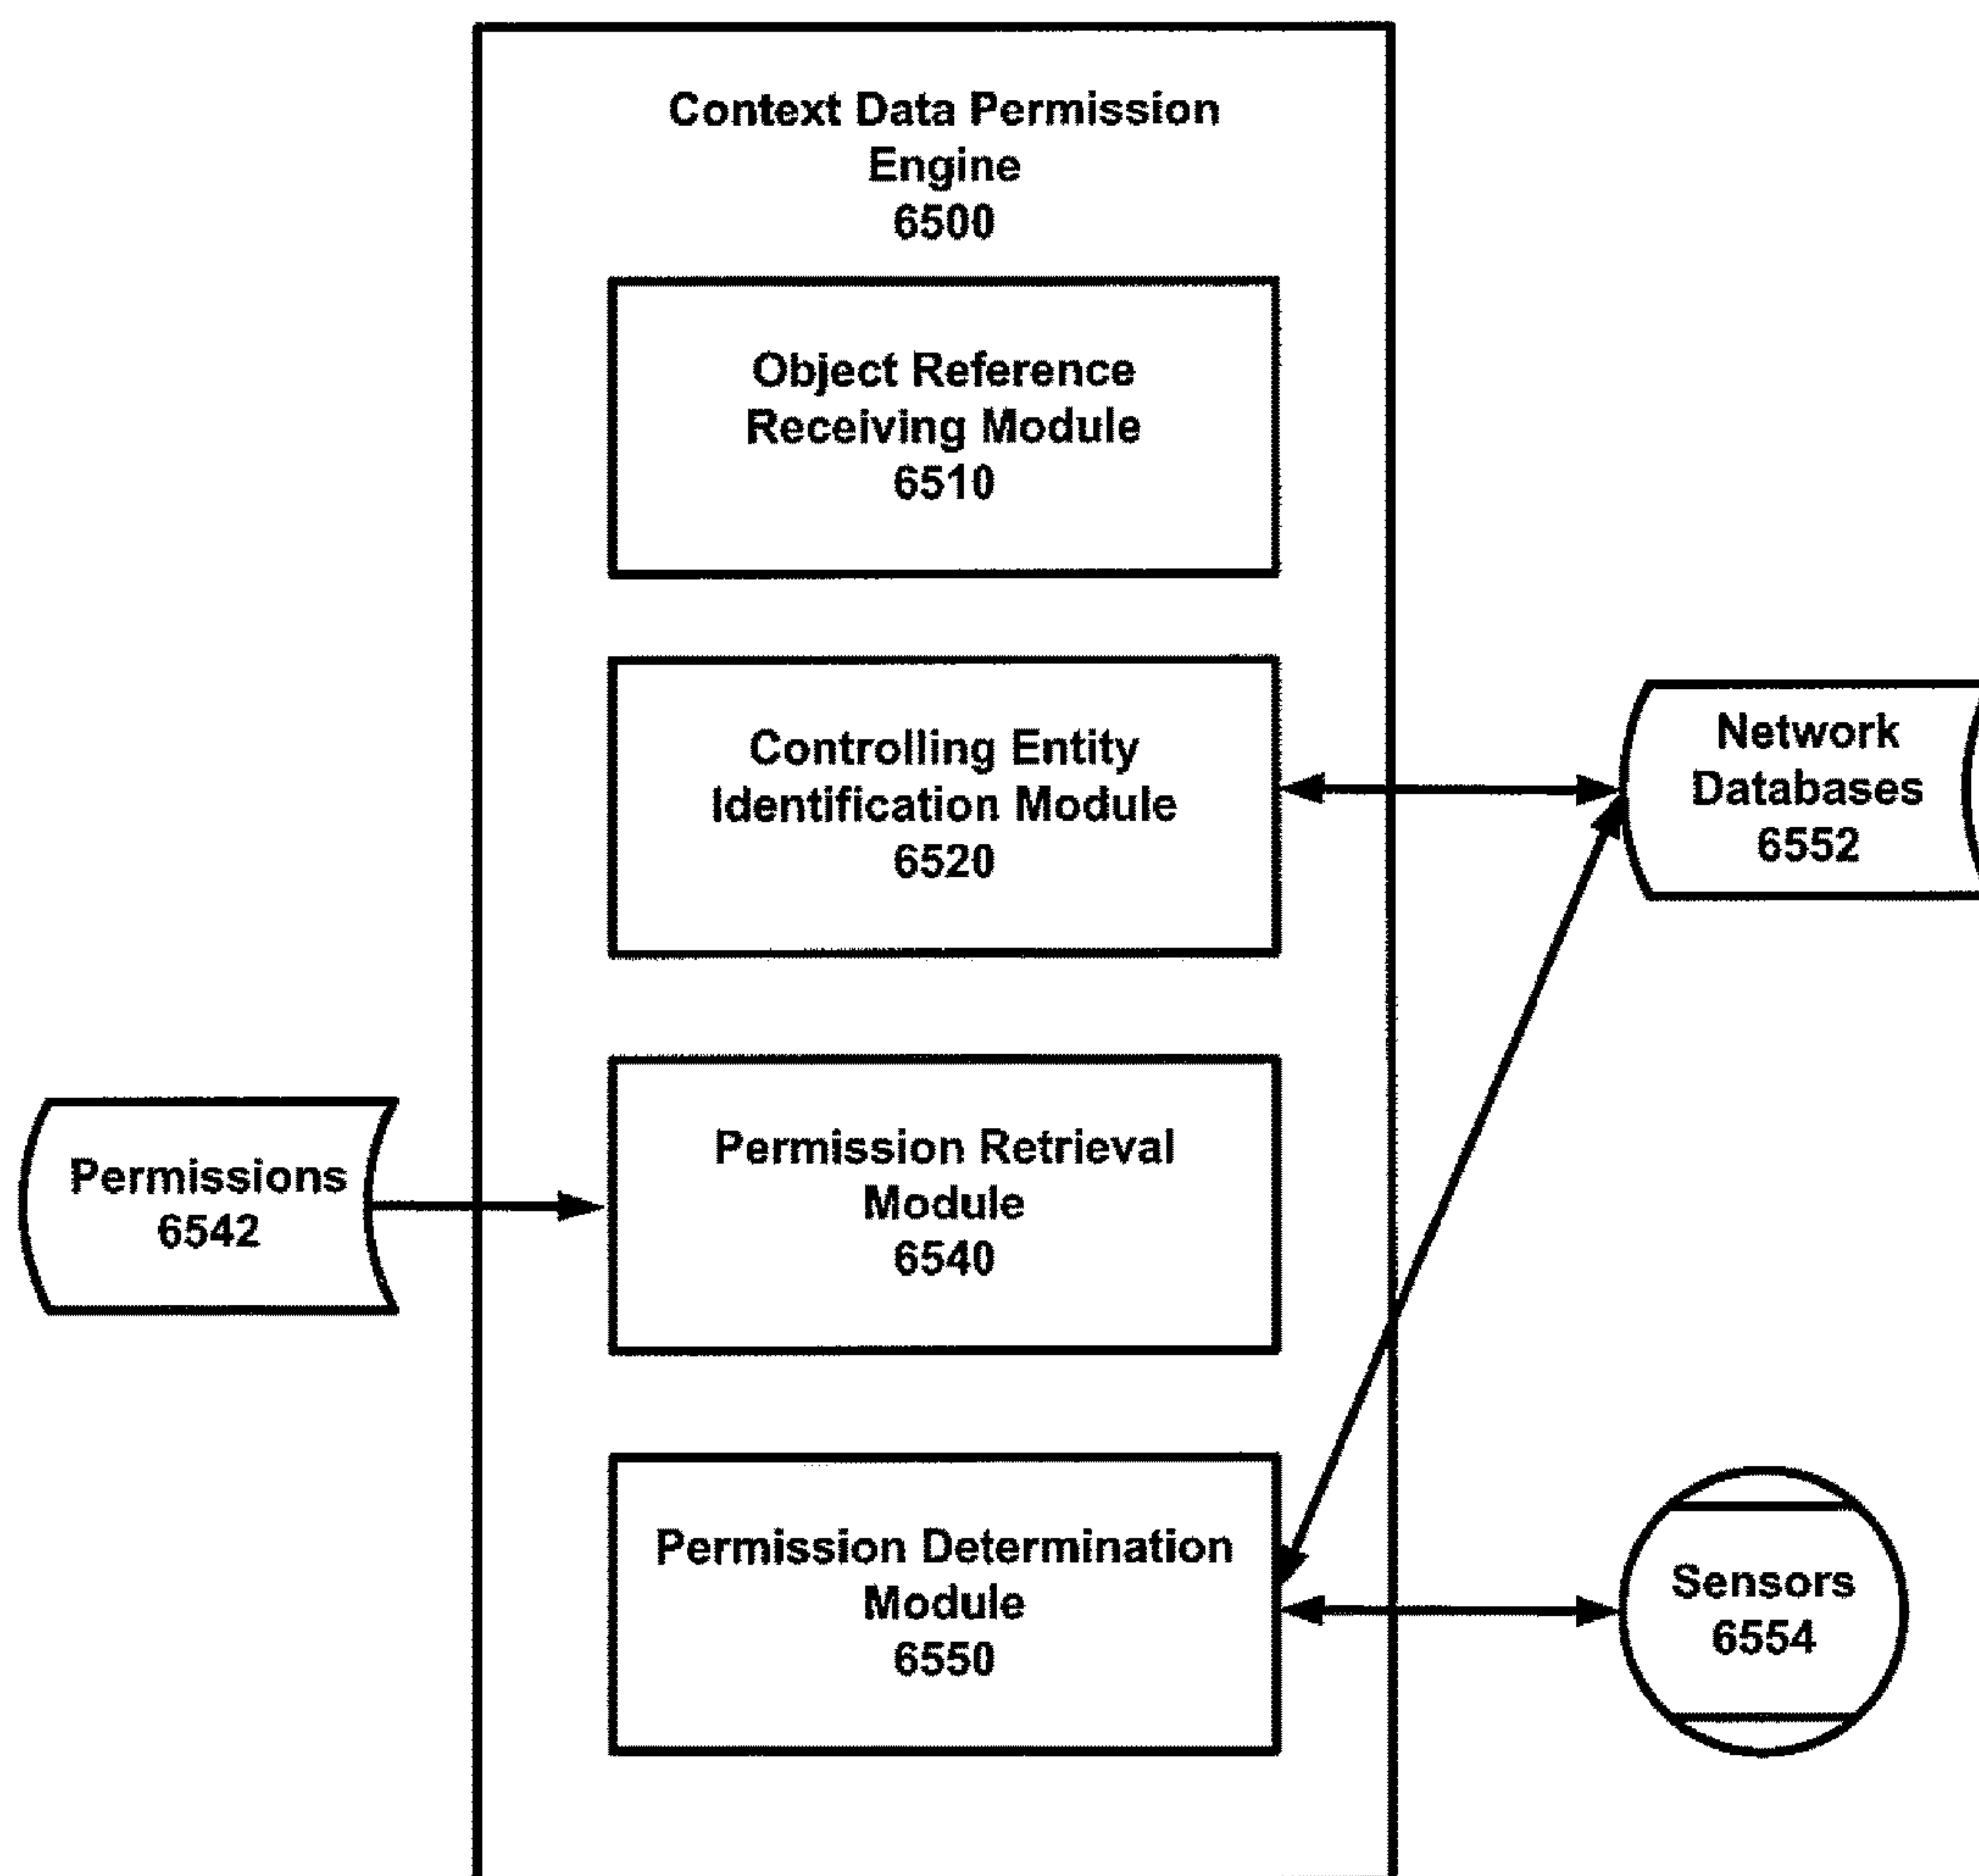 Context Data Permission
Engine
6500
Object Reference
Receiving Module
6510
Controlling Entity
Identification Module
6520
Network
Databases
6552
Permissions
6542
Permission Retrieval
Module
6540
Permission Determination
Module
6550
Sensors
6554